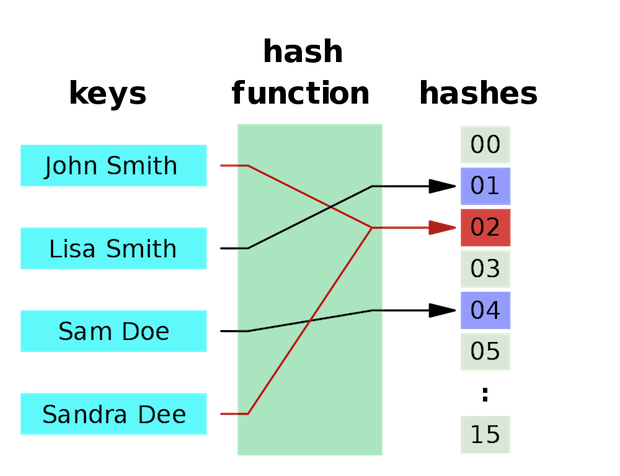 hash
keys function hashes
John Smith
Lisa Smith
Sam Doe
Sandra Dee
00
01
02
03
04
05
:
15